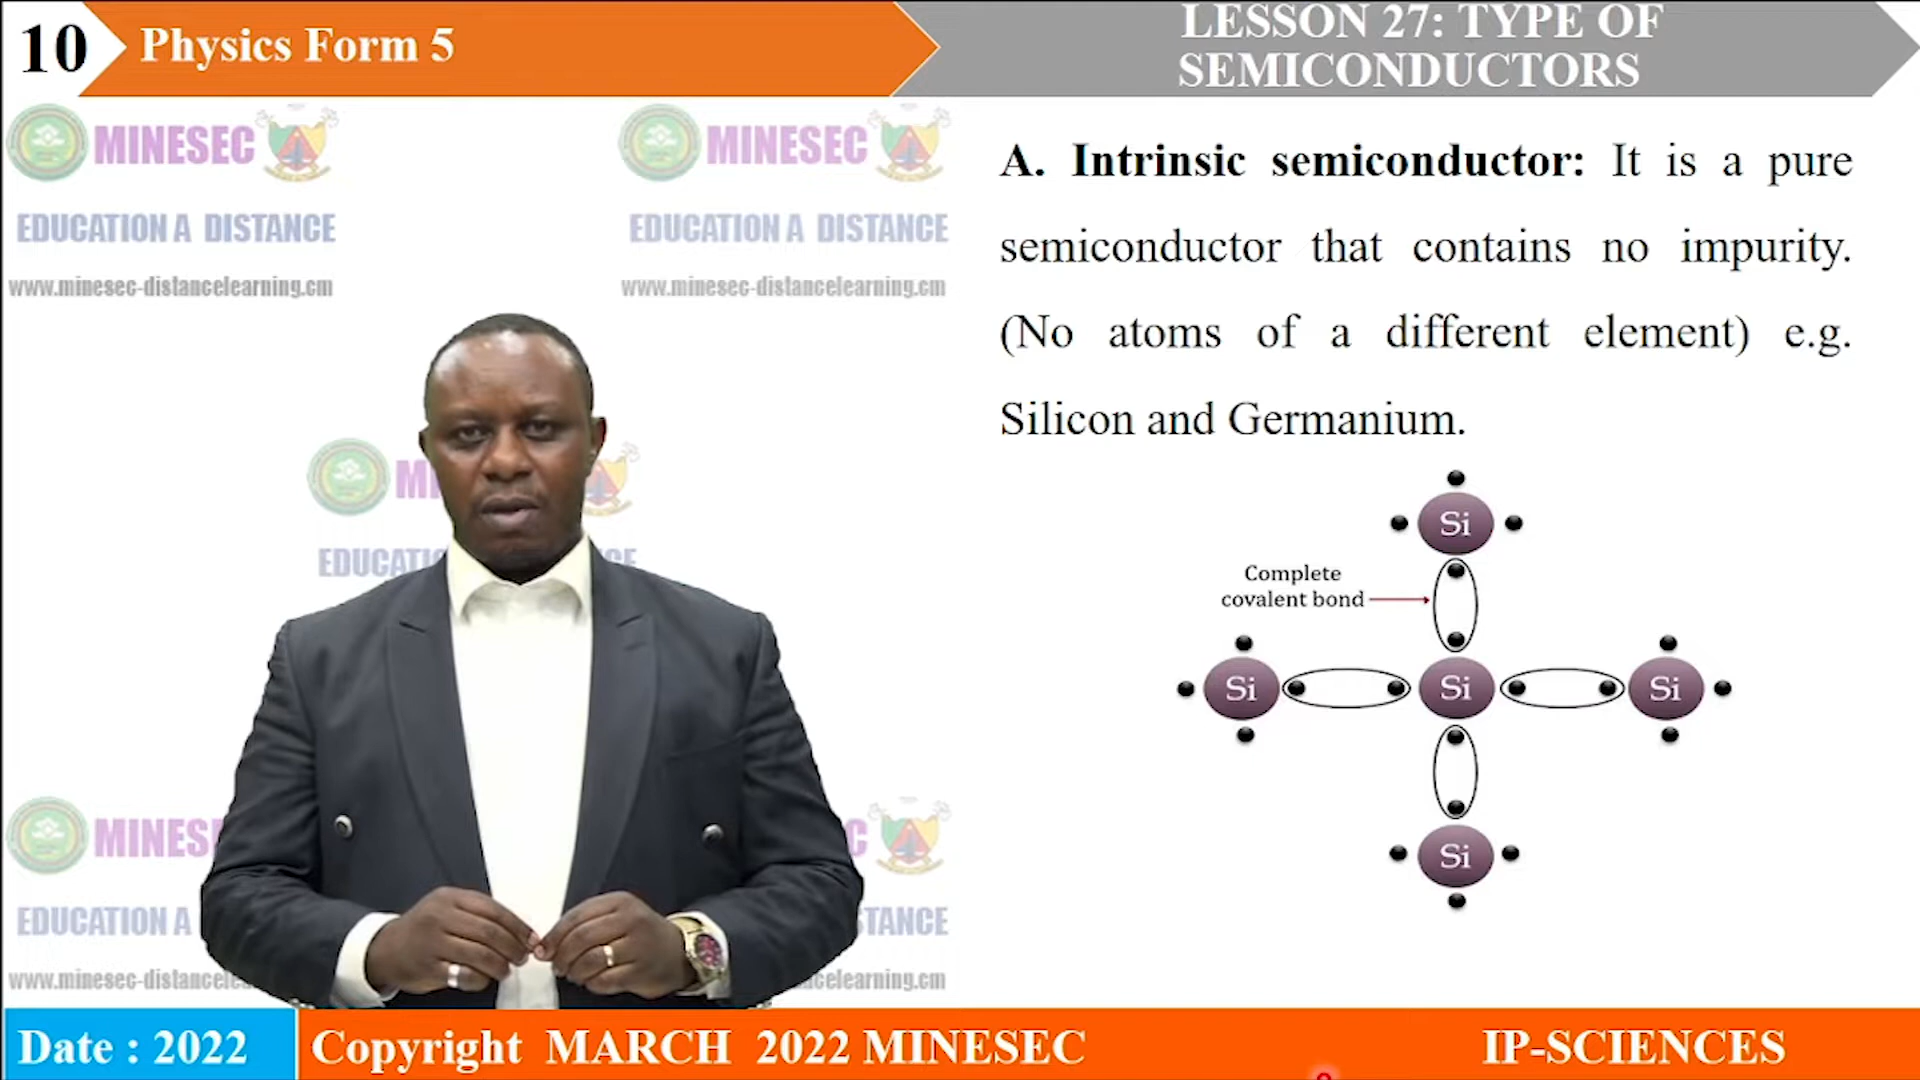 10
Physics Form 5
LESSON 27: TYPE OF
SEMICONDUCTORS
MINESEC
MINESEC
EDUCATION A DISTANCE
EDUCATION A DISTANCE
www.minesec-distancelearning.cm
www.minesec-distancelearning.cm
A. Intrinsic semiconductor: It is a pure
semiconductor that contains no impurity.
(No atoms of a different element) e.g.
Silicon and Germanium.
Si
Complete
covalent bond
Si
Si
Si
Si
EDUCATION A
Date : 2022
Copyright MARCH 2022 MINESEC
IP-SCIENCES